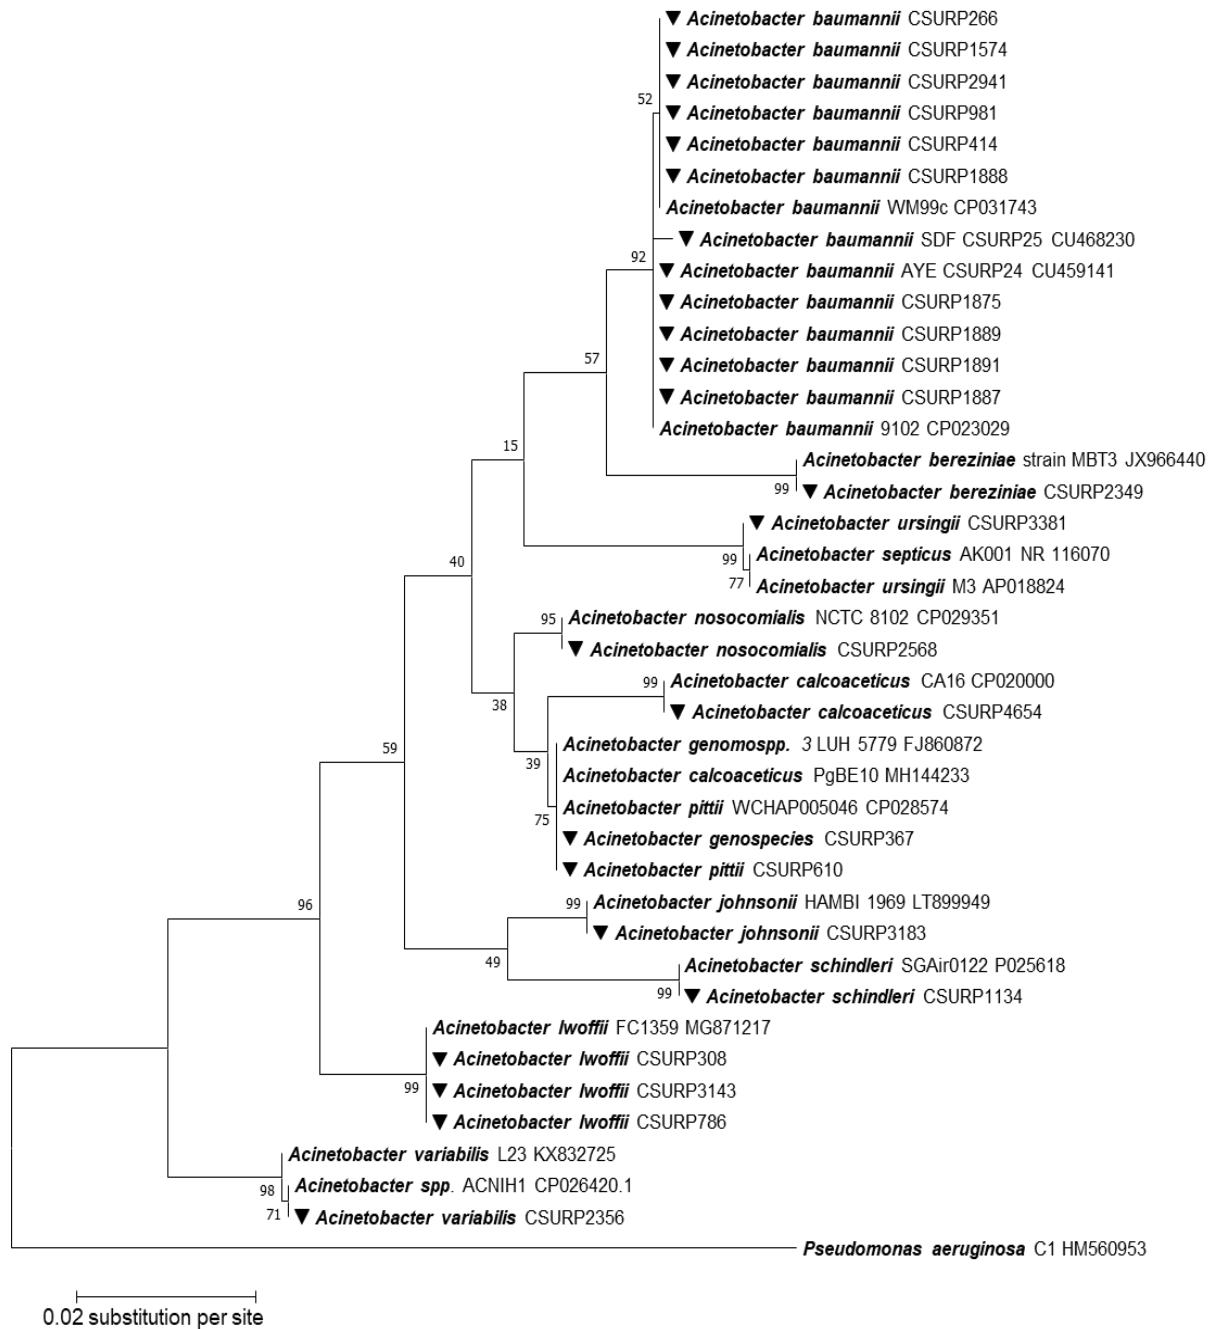 ▼ Acinetobacter baumannii CSURP266
▼ Acinetobacter baumannii CSURP1574
▼ Acinetobacter baumannii CSURP2941
52
▼ Acinetobacter baumannii CSURP981
▼ Acinetobacter baumannii CSURP414
▼ Acinetobacter baumannii CSURP1888
Acinetobacter baumannii WM99c CP031743
▼ Acinetobacter baumannii SDF CSURP25 CU468230
92
▼ Acinetobacter baumannii AYE CSURP24 CU459141
▼ Acinetobacter baumannii CSURP1875
▼ Acinetobacter baumannii CSURP1889
57
▼ Acinetobacter baumannii CSURP1891
▼ Acinetobacter baumannii CSURP1887
Acinetobacter baumannii 9102 CP023029
15
Acinetobacter bereziniae strain MBT3 JX966440
99
▼ Acinetobacter bereziniae CSURP2349
▼ Acinetobacter ursingii CSURP3381
99
Acinetobacter septicus AK001 NR 116070
40
77
Acinetobacter ursingii M3 AP018824
95
Acinetobacter nosocomialis NCTC 8102 CP029351
▼ Acinetobacter nosocomialis CSURP2568
99
Acinetobacter calcoaceticus CA16 CP020000
38
▼ Acinetobacter calcoaceticus CSURP4654
59
Acinetobacter genomospp. 3 LUH 5779 FJ860872
39
Acinetobacter calcoaceticus PgBE10 MH144233
Acinetobacter pittii WCHAP005046 CP028574
75
▼ Acinetobacter genospecies CSURP367
▼ Acinetobacter pittii CSURP610
96
99
Acinetobacter johnsonii HAMBI 1969 LT899949
▼ Acinetobacter johnsonii CSURP3183
49
Acinetobacter schindleri SGAir0122 P025618
99
▼ Acinetobacter schindleri CSURP1134
Acinetobacter lwoffii FC1359 MG871217
▼ Acinetobacter lwoffii CSURP308
99
▼ Acinetobacter lwoffii CSURP3143
▼ Acinetobacter lwoffii CSURP786
Acinetobacter variabilis L23 KX832725
98
Acinetobacter spp. ACNIH1 CP026420.1
71
▼ Acinetobacter variabilis CSURP2356
Pseudomonas aeruginosa C1 HM560953
0.02 substitution per site